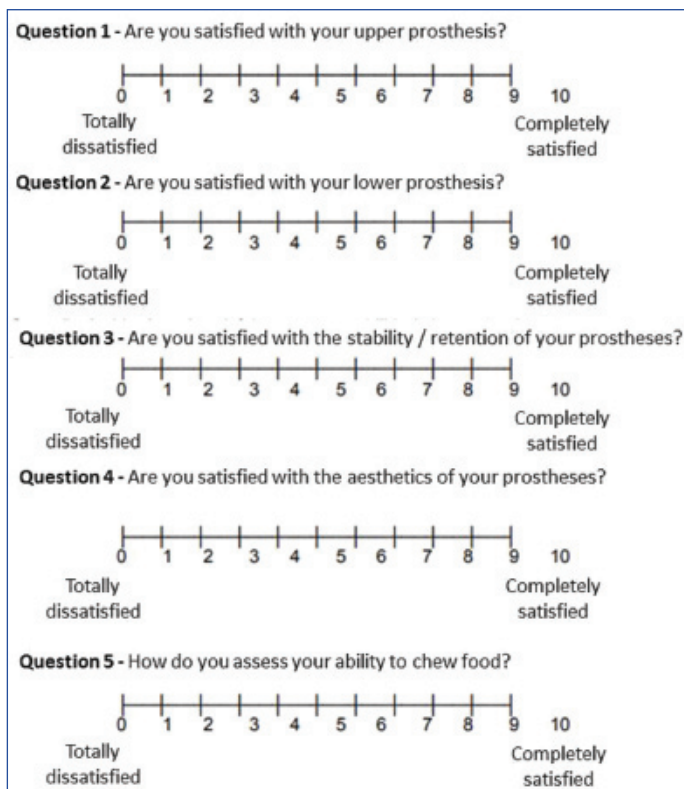 Question 1 - Are you satisfied with your upper prosthesis?
0 1 2 3 4 5 6 7 8 9 10
Totally Completely
dissatisfied satisfied
Question 2 - Are you satisfied with your lower prosthesis?
0 1 2 3 4 5 6 7 8 9 10
Totally Completely
dissatisfied satisfied
Question 3 - Are you satisfied with the stability / retention of your prostheses?
0 1 2 3 4 5 6 7 8 9 10
Totally Completely
dissatisfied satisfied
Question 4 - Are you satisfied with the aesthetics of your prostheses?
0 1 2 3 4 5 6 7 8 9 10
Totally Completely
dissatisfied satisfied
Question 5 - How do you assess your ability to chew food?
0 1 2 3 4 5 6 7 8 9 10
Totally Completely
dissatisfied satisfied